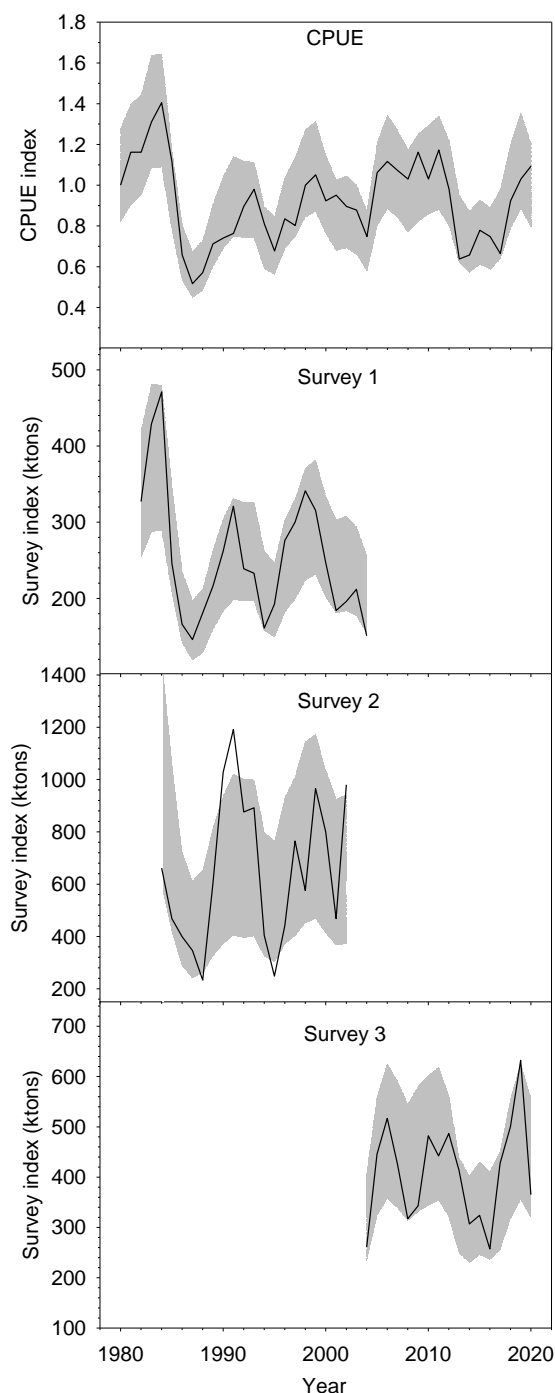 CPUE
1.8
1.6
1.4
1.2
1.0
0.8
0.6
0.4
CPUE index
Survey 1
500
400
300
200
Survey index (ktons)
Survey 2
1400
1200
1000
800
600
400
200
Survey index (ktons)
Survey 3
700
600
500
400
300
200
100
Survey index (ktons)
1980 1990 2000 2010 2020
Year